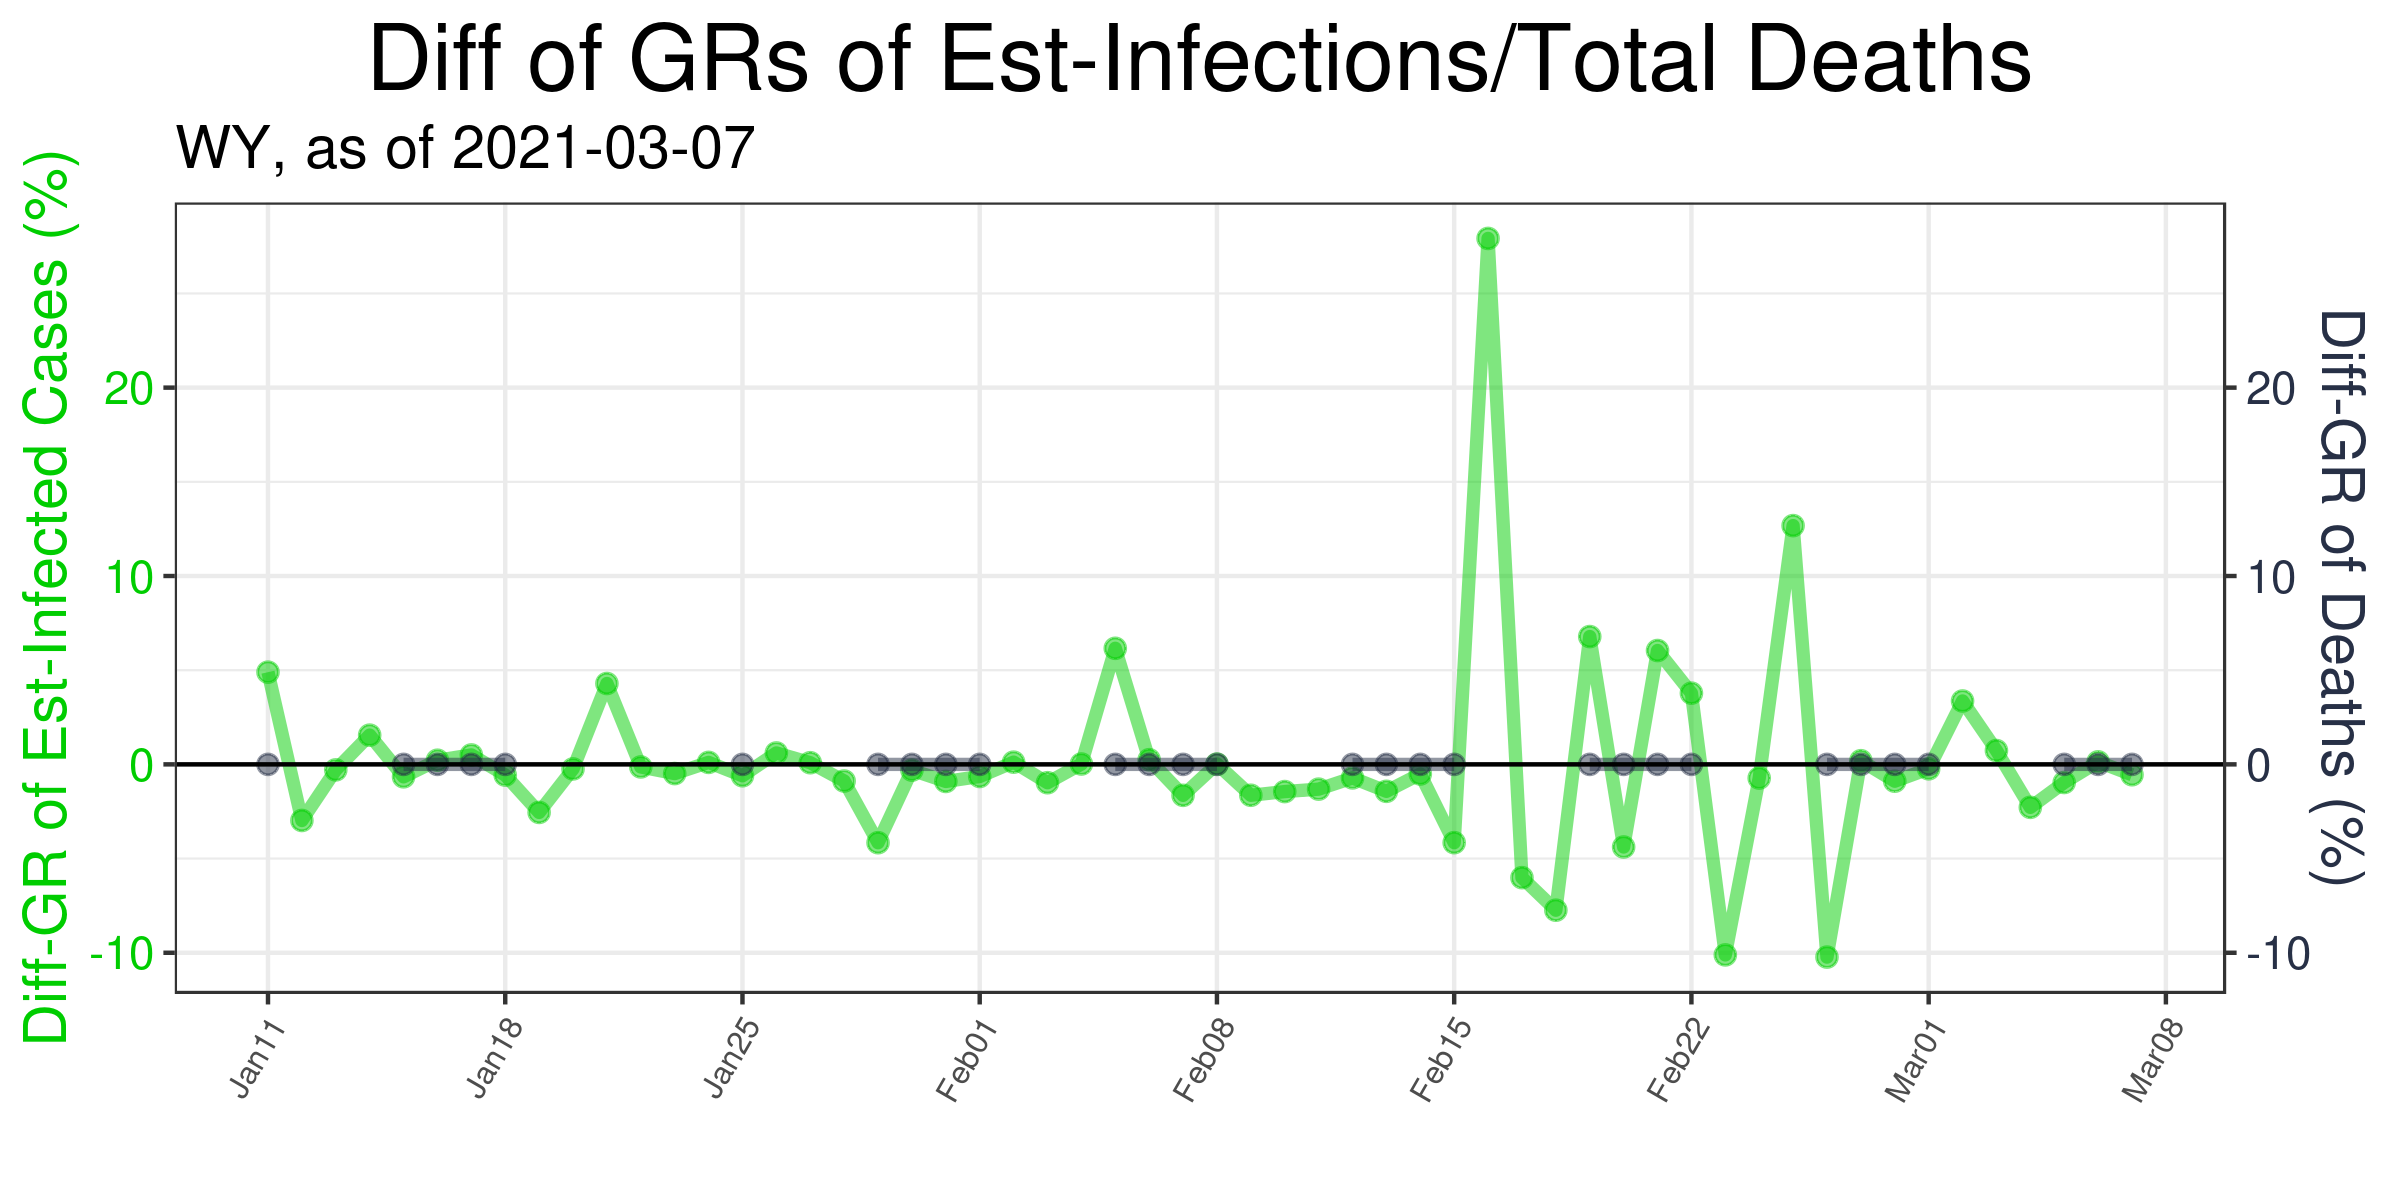 Diff of GRs of Est-Infections/Total Deaths
WY, as of 2021-03-07
Diff-GR of Est-Infected Cases (%)
20
10
0
-10
20
10
0
-10
Diff-GR of Deaths (%)
Jan11
Jan18
Jan25
Feb01
Feb08
Feb15
Feb22
Mar01
Mar08